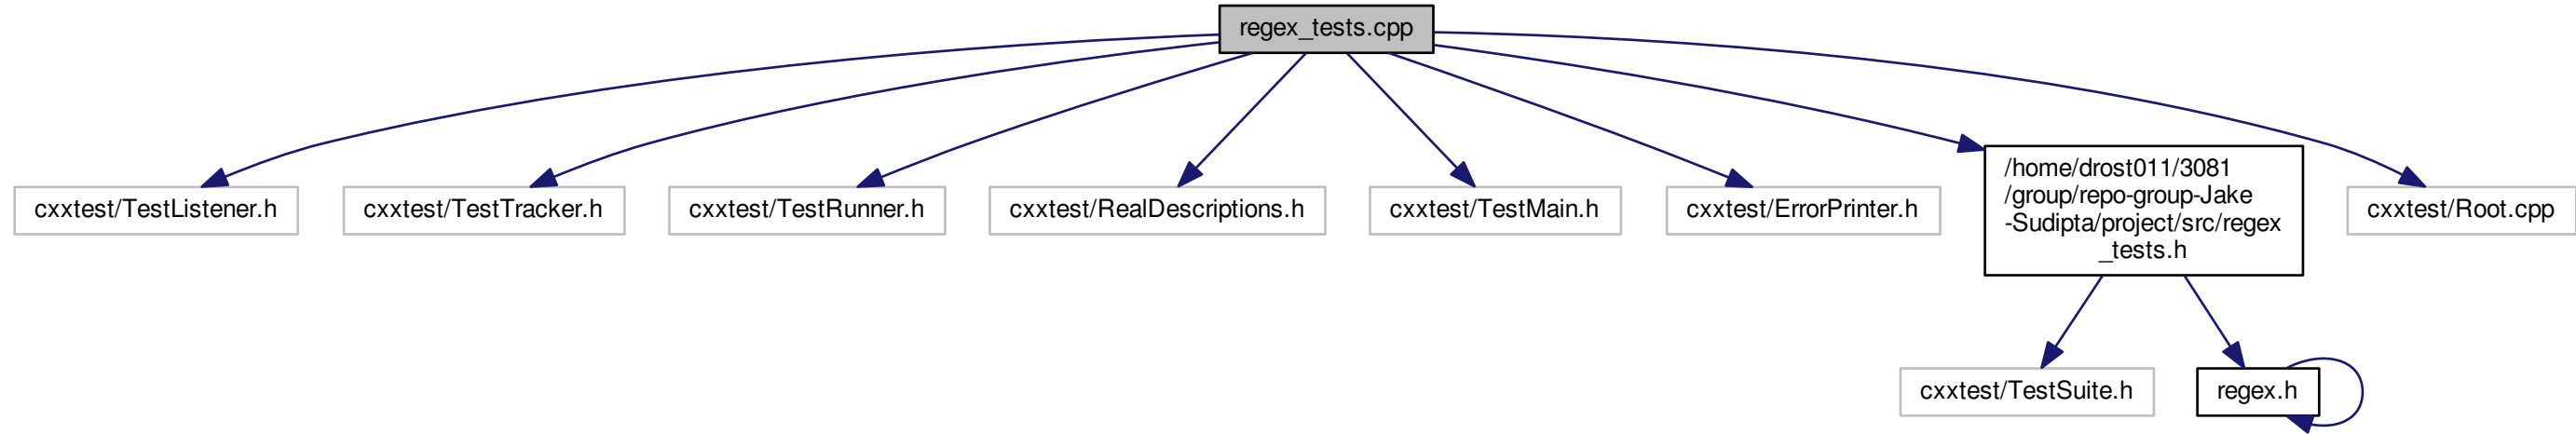 regex_tests.cpp
cxxtest/TestListener.h
cxxtest/TestTracker.h
cxxtest/TestRunner.h
cxxtest/RealDescriptions.h
cxxtest/TestMain.h
cxxtest/ErrorPrinter.h
/home/drost011/3081
/group/repo-group-Jake
-Sudipta/project/src/regex
_tests.h
cxxtest/Root.cpp
cxxtest/TestSuite.h
regex.h